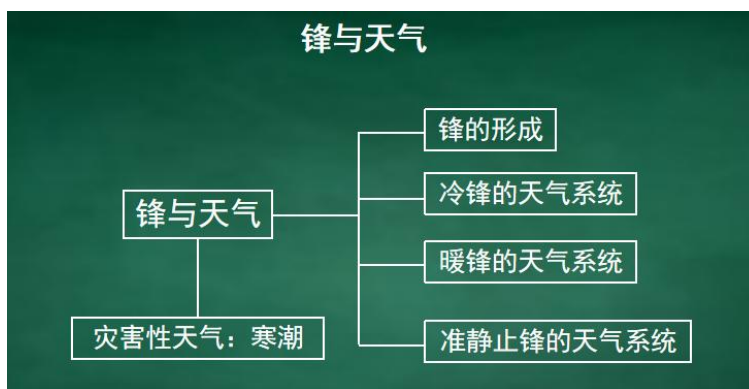 锋与天气
锋的形成
冷锋的天气系统
锋与天气
暖锋的天气系统
灾害性天气：寒潮
准静止锋的天气系统